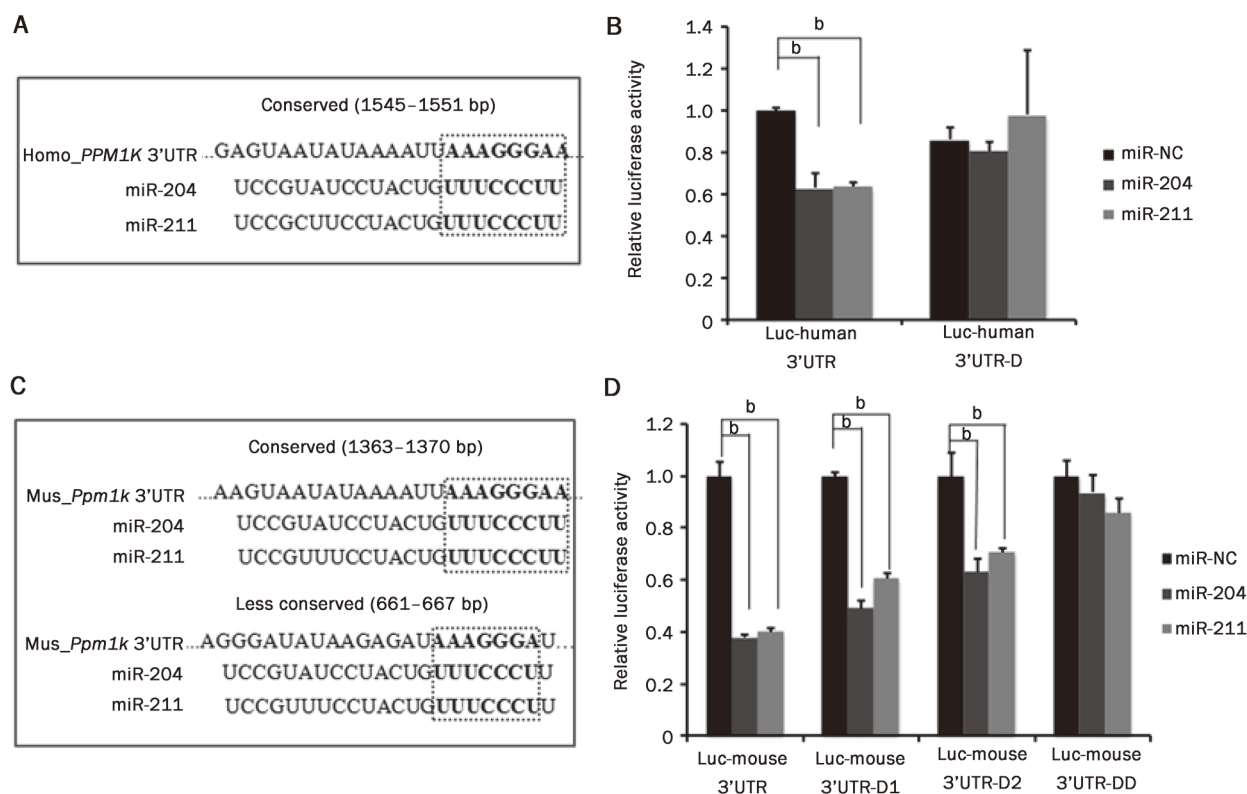 A
Conserved (1545–1551 bp)
Homo_PPM1K 3’UTR ...GAGUAAUAUAAAAUUAAAGGGAA...
miR-204 UCCGUAUCCUACUGUUUCCCUU
miR-211 UCCGCUUCCUACUGUUUCCCUU
B
Relative luciferase activity
1.4
1.2
1.0
0.8
0.6
0.4
0.2
0
b
b
Luc-human
3’UTR
Luc-human
3’UTR-D
miR-NC
miR-204
miR-211
C
Conserved (1363–1370 bp)
Mus_Ppm1k 3’UTR ...AAGUAAUAUAAAAUUAAAGGGAA...
miR-204 UCCGUAUCCUACUGUUUCCCUU
miR-211 UCCGUUUCCUACUGUUUCCCUU
Less conserved (661–667 bp)
Mus_Ppm1k 3’UTR ...AGGGAUAUAAGAGAUAAAGGGAU...
miR-204 UCCGUAUCCUACUGUUUCCCUU
miR-211 UCCGUUUCCUACUGUUUCCCUU
D
Relative luciferase activity
1.2
1.0
0.8
0.6
0.4
0.2
0
b
b
b
b
b
b
Luc-mouse
3’UTR
Luc-mouse
3’UTR-D1
Luc-mouse
3’UTR-D2
Luc-mouse
3’UTR-DD
miR-NC
miR-204
miR-211